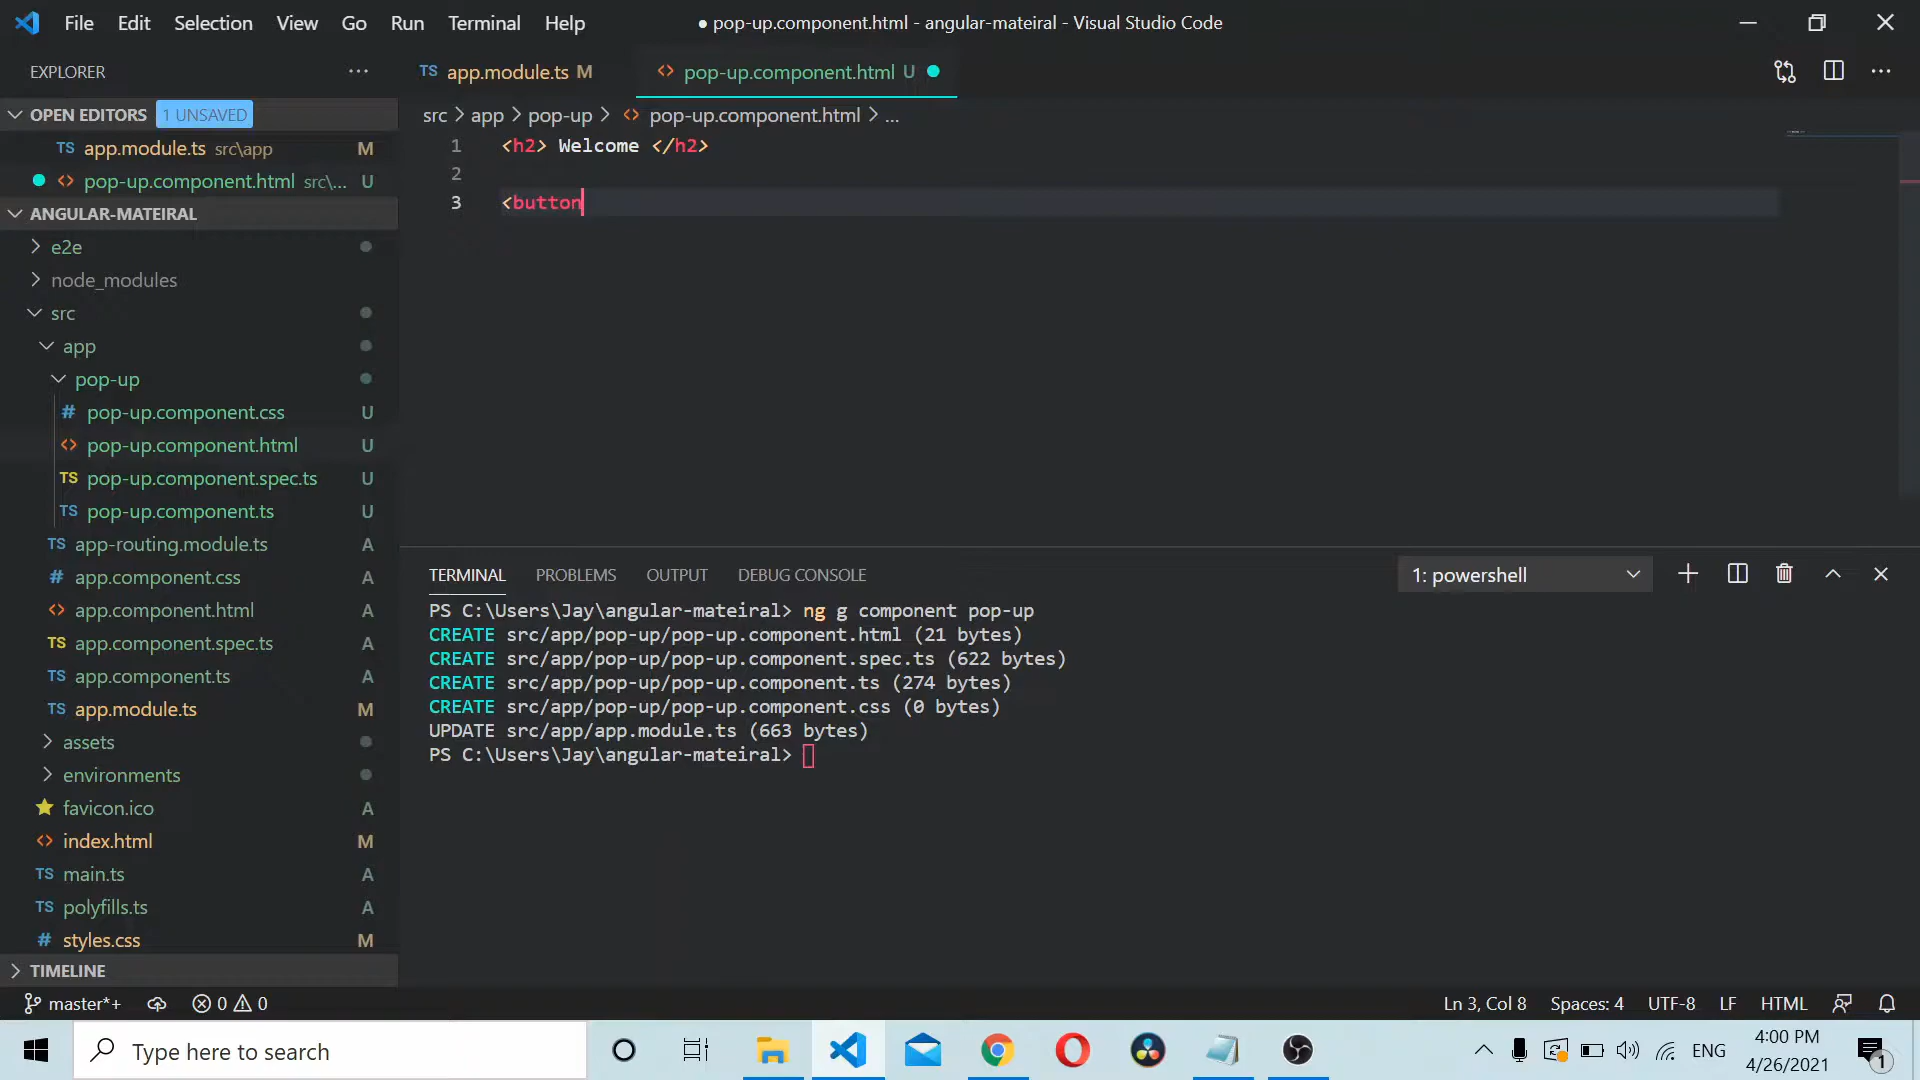 File Edit Selection View Go Run Terminal Help
● pop-up.component.html - angular-mateiral - Visual Studio Code
EXPLORER
TS app.module.ts M
<> pop-up.component.html U
OPEN EDITORS 1 UNSAVED
TS app.module.ts src\app M
<> pop-up.component.html src\... U
src > app > pop-up > <> pop-up.component.html > ...
1 <h2> Welcome </h2>
2
3 <button
ANGULAR-MATEIRAL
e2e
node_modules
src
app
pop-up
# pop-up.component.css U
<> pop-up.component.html U
TS pop-up.component.spec.ts U
TS pop-up.component.ts U
TS app-routing.module.ts A
# app.component.css A
<> app.component.html A
TS app.component.spec.ts A
TS app.component.ts A
TS app.module.ts M
assets
environments
favicon.ico A
<> index.html M
TS main.ts A
TS polyfills.ts A
# styles.css M
TIMELINE
TERMINAL PROBLEMS OUTPUT DEBUG CONSOLE
1: powershell
PS C:\Users\Jay\angular-mateiral> ng g component pop-up
CREATE src/app/pop-up/pop-up.component.html (21 bytes)
CREATE src/app/pop-up/pop-up.component.spec.ts (622 bytes)
CREATE src/app/pop-up/pop-up.component.ts (274 bytes)
CREATE src/app/pop-up/pop-up.component.css (0 bytes)
UPDATE src/app/app.module.ts (663 bytes)
PS C:\Users\Jay\angular-mateiral>
master*+ 0 0
Ln 3, Col 8 Spaces: 4 UTF-8 LF HTML
Type here to search
ENG
4:00 PM
4/26/2021
1